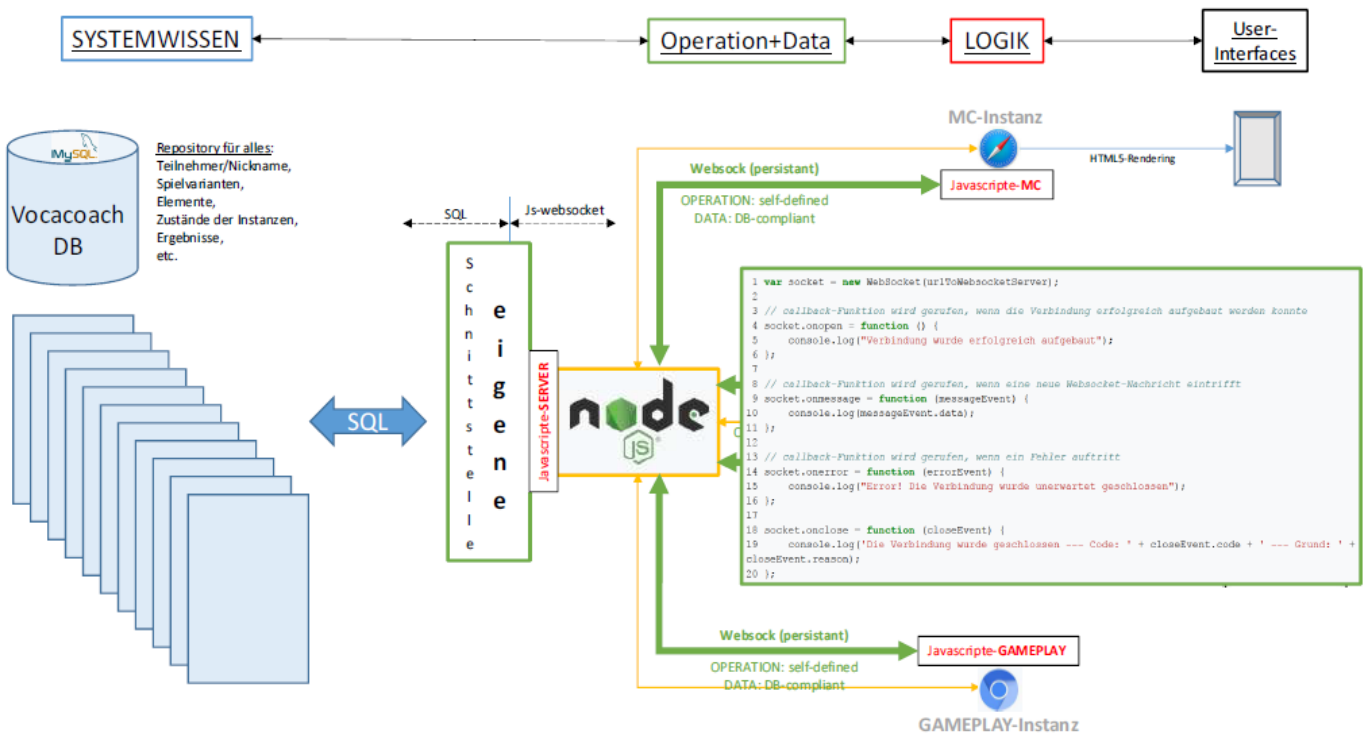 SYSTEMWISSEN
Operation+Data
LOGIK
User-
Interfaces
MySQL
Vocacoach
DB
Repository für alles:
Teilnehmer/Nickname,
Spielvarianten,
Elemente,
Zustände der Instanzen,
Ergebnisse,
etc.
SQL
Js-websocket
Schnittstelle
eigene
Javascripte-SERVER
SQL
node
JS
MC-Instanz
HTML5-Rendering
Javascripte-MC
Websock (persistant)
OPERATION: self-defined
DATA: DB-compliant
1 var socket = new WebSocket(urlToWebsocketServer);
2
3 // callback-Funktion wird gerufen, wenn die Verbindung erfolgreich aufgebaut werden konnte
4 socket.onopen = function () {
5     console.log("Verbindung wurde erfolgreich aufgebaut");
6 };
7
8 // callback-Funktion wird gerufen, wenn eine neue Websocket-Nachricht eintrifft
9 socket.onmessage = function (messageEvent) {
10     console.log(messageEvent.data);
11 };
12
13 // callback-Funktion wird gerufen, wenn ein Fehler auftritt
14 socket.onerror = function (errorEvent) {
15     console.log("Error! Die Verbindung wurde unerwartet geschlossen");
16 };
17
18 socket.onclose = function (closeEvent) {
19     console.log('Die Verbindung wurde geschlossen --- Code: ' + closeEvent.code + ' --- Grund: ' +
closeEvent.reason);
20 };
Websock (persistant)
OPERATION: self-defined
DATA: DB-compliant
Javascripte-GAMEPLAY
GAMEPLAY-Instanz